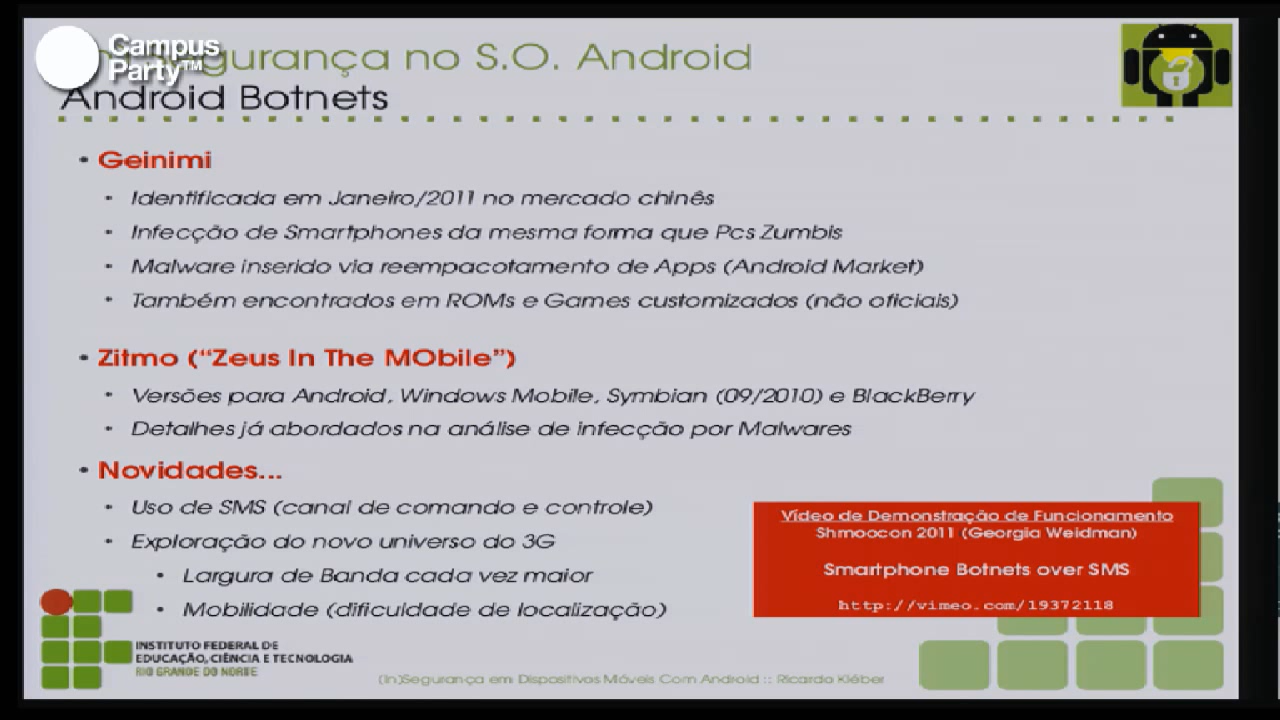 Campus
Party™
Segurança no S.O. Android
Android Botnets
• Geinimi
• Identificada em Janeiro/2011 no mercado chinês
• Infecção de Smartphones da mesma forma que Pcs Zumbis
• Malware inserido via reempacotamento de Apps (Android Market)
• Também encontrados em ROMs e Games customizados (não oficiais)
• Zitmo (“Zeus In The MObile”)
• Versões para Android, Windows Mobile, Symbian (09/2010) e BlackBerry
• Detalhes já abordados na análise de infecção por Malwares
• Novidades...
• Uso de SMS (canal de comando e controle)
• Exploração do novo universo do 3G
• Largura de Banda cada vez maior
• Mobilidade (dificuldade de localização)
Vídeo de Demonstração de Funcionamento
Shmoocon 2011 (Georgia Weidman)
Smartphone Botnets over SMS
http://vimeo.com/19372118
INSTITUTO FEDERAL DE
EDUCAÇÃO, CIÊNCIA E TECNOLOGIA
RIO GRANDE DO NORTE
(In)Segurança em Dispositivos Móveis Com Android :: Ricardo Kléber